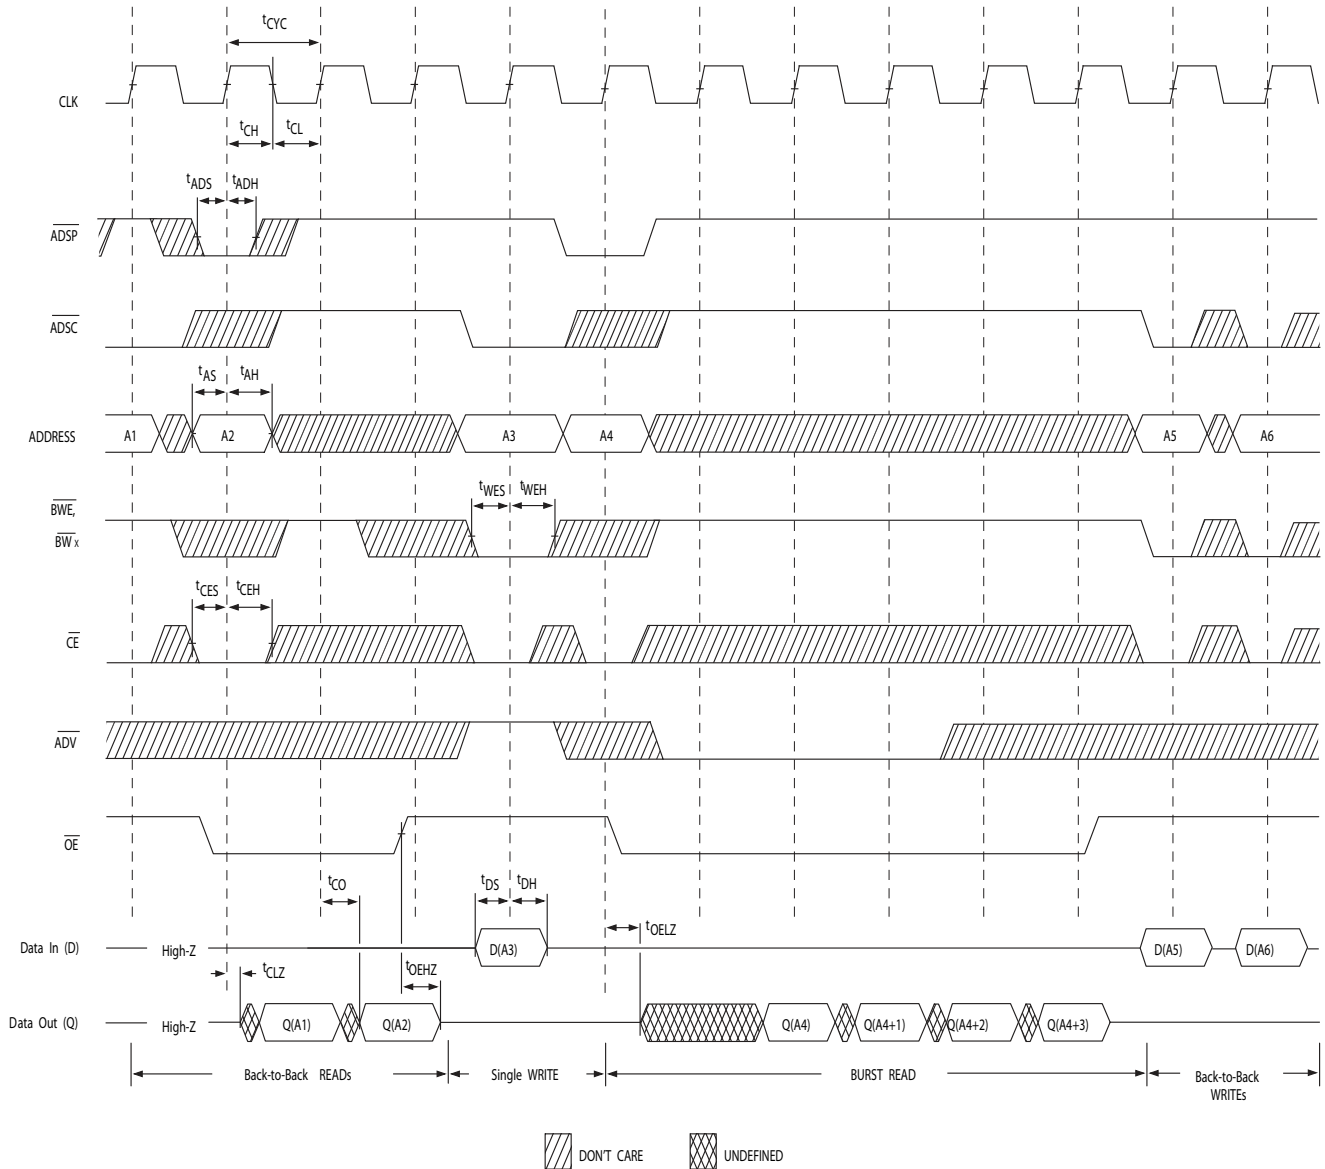 tCYC
CLK
tCH
tCL
tADS
tADH
ADSP
ADSC
tAS
tAH
ADDRESS
A1
A2
A3
A4
A5
A6
tWES
tWEH
BWE,
BW x
tCES
tCEH
CE
ADV
OE
tCO
tDS
tDH
tOELZ
Data In (D)
High-Z
D(A3)
D(A5)
D(A6)
tCLZ
tOEHZ
Data Out (Q)
High-Z
Q(A1)
Q(A2)
Q(A4)
Q(A4+1)
Q(A4+2)
Q(A4+3)
Back-to-Back READs
Single WRITE
BURST READ
Back-to-Back
WRITEs
DON'T CARE
UNDEFINED